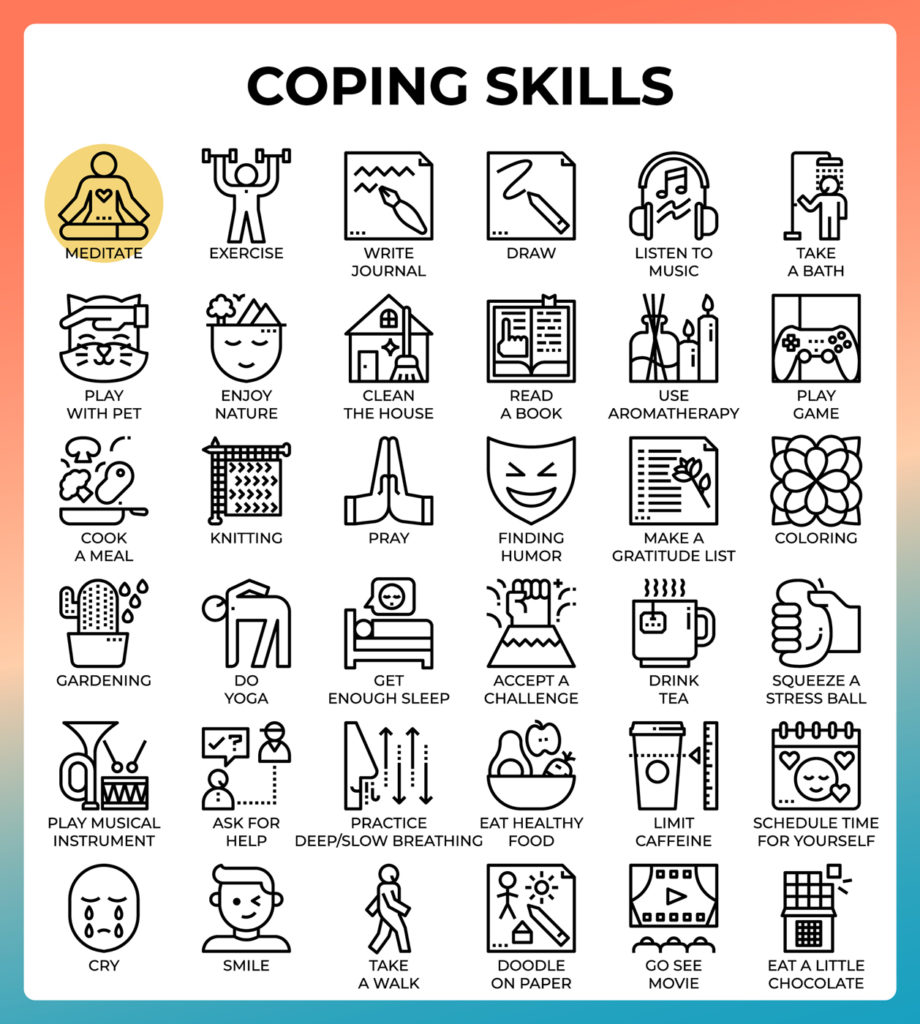 COPING SKILLS
MEDITATE
EXERCISE
WRITE
JOURNAL
DRAW
LISTEN TO
MUSIC
TAKE
A BATH
PLAY
WITH PET
ENJOY
NATURE
CLEAN
THE HOUSE
READ
A BOOK
USE
AROMATHERAPY
PLAY
GAME
COOK
A MEAL
KNITTING
PRAY
FINDING
HUMOR
MAKE A
GRATITUDE LIST
COLORING
GARDENING
DO
YOGA
GET
ENOUGH SLEEP
ACCEPT A
CHALLENGE
DRINK
TEA
SQUEEZE A
STRESS BALL
?
PLAY MUSICAL
INSTRUMENT
ASK FOR
HELP
PRACTICE
DEEP/SLOW BREATHING
EAT HEALTHY
FOOD
LIMIT
CAFFEINE
SCHEDULE TIME
FOR YOURSELF
CRY
SMILE
TAKE
A WALK
DOODLE
ON PAPER
GO SEE
MOVIE
EAT A LITTLE
CHOCOLATE